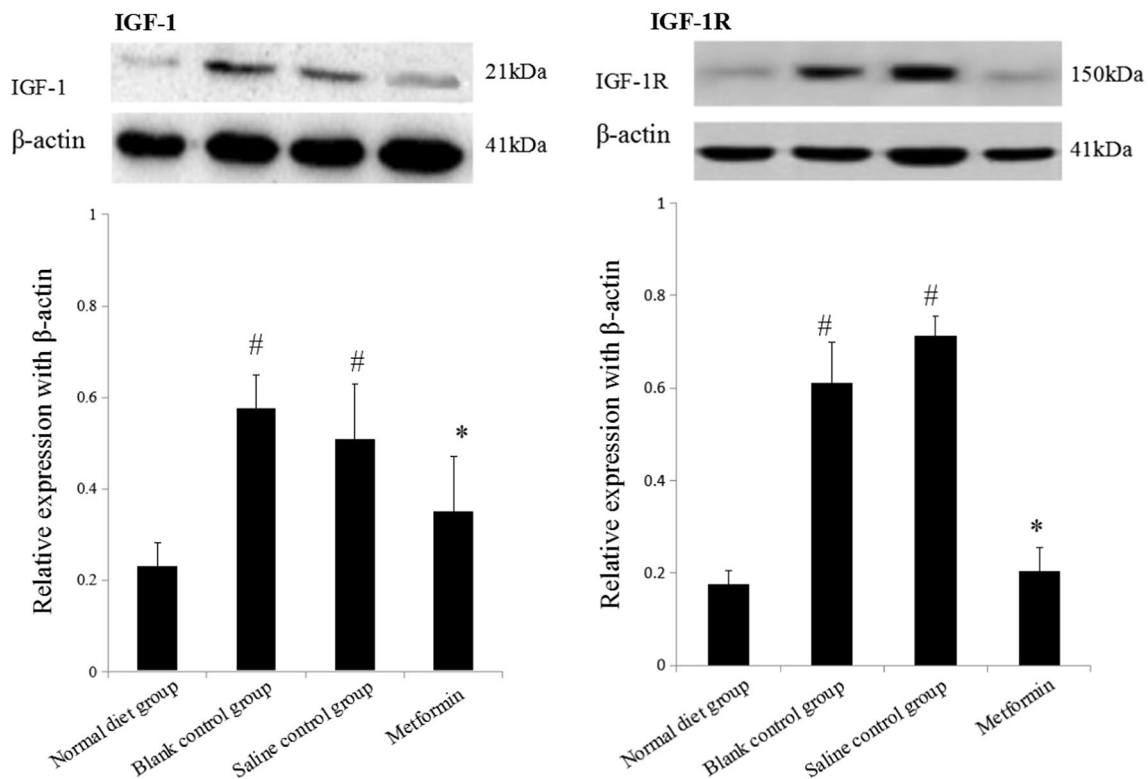 IGF-1
IGF-1
21kDa
β-actin
41kDa
Relative expression with β-actin
1
0.8
0.6
0.4
0.2
0
#
#
*
Normal diet group
Blank control group
Saline control group
Metformin
IGF-1R
IGF-1R
150kDa
β-actin
41kDa
Relative expression with β-actin
1
0.8
0.6
0.4
0.2
0
#
#
*
Normal diet group
Blank control group
Saline control group
Metformin